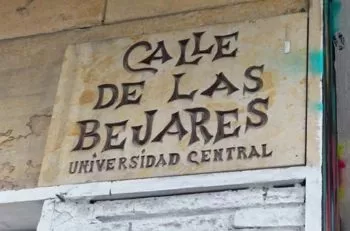 CALLE
DE LAS
BEJARES
UNIVERSIDAD CENTRAL